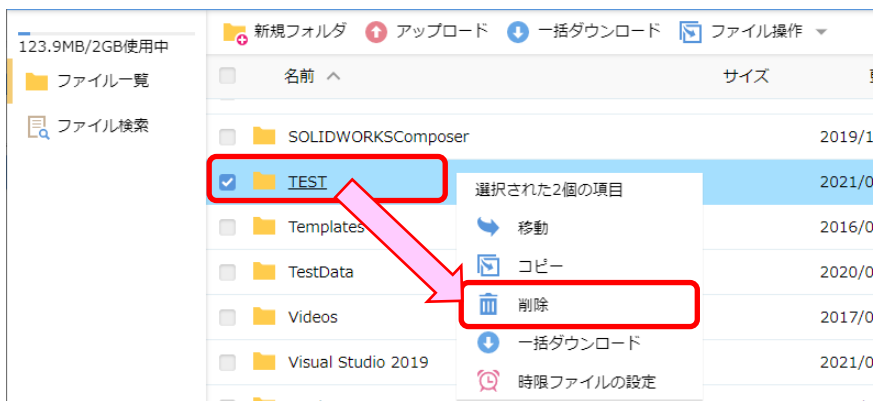 123.9MB/2GB使用中
ファイル一覧
ファイル検索
新規フォルダ アップロード 一括ダウンロード ファイル操作
名前 サイズ
SOLIDWORKSComposer 2019/1
TEST 2021/0
Templates 2016/0
TestData 2020/0
Videos 2017/0
Visual Studio 2019 2021/0
選択された2個の項目
移動
コピー
削除
一括ダウンロード
時限ファイルの設定